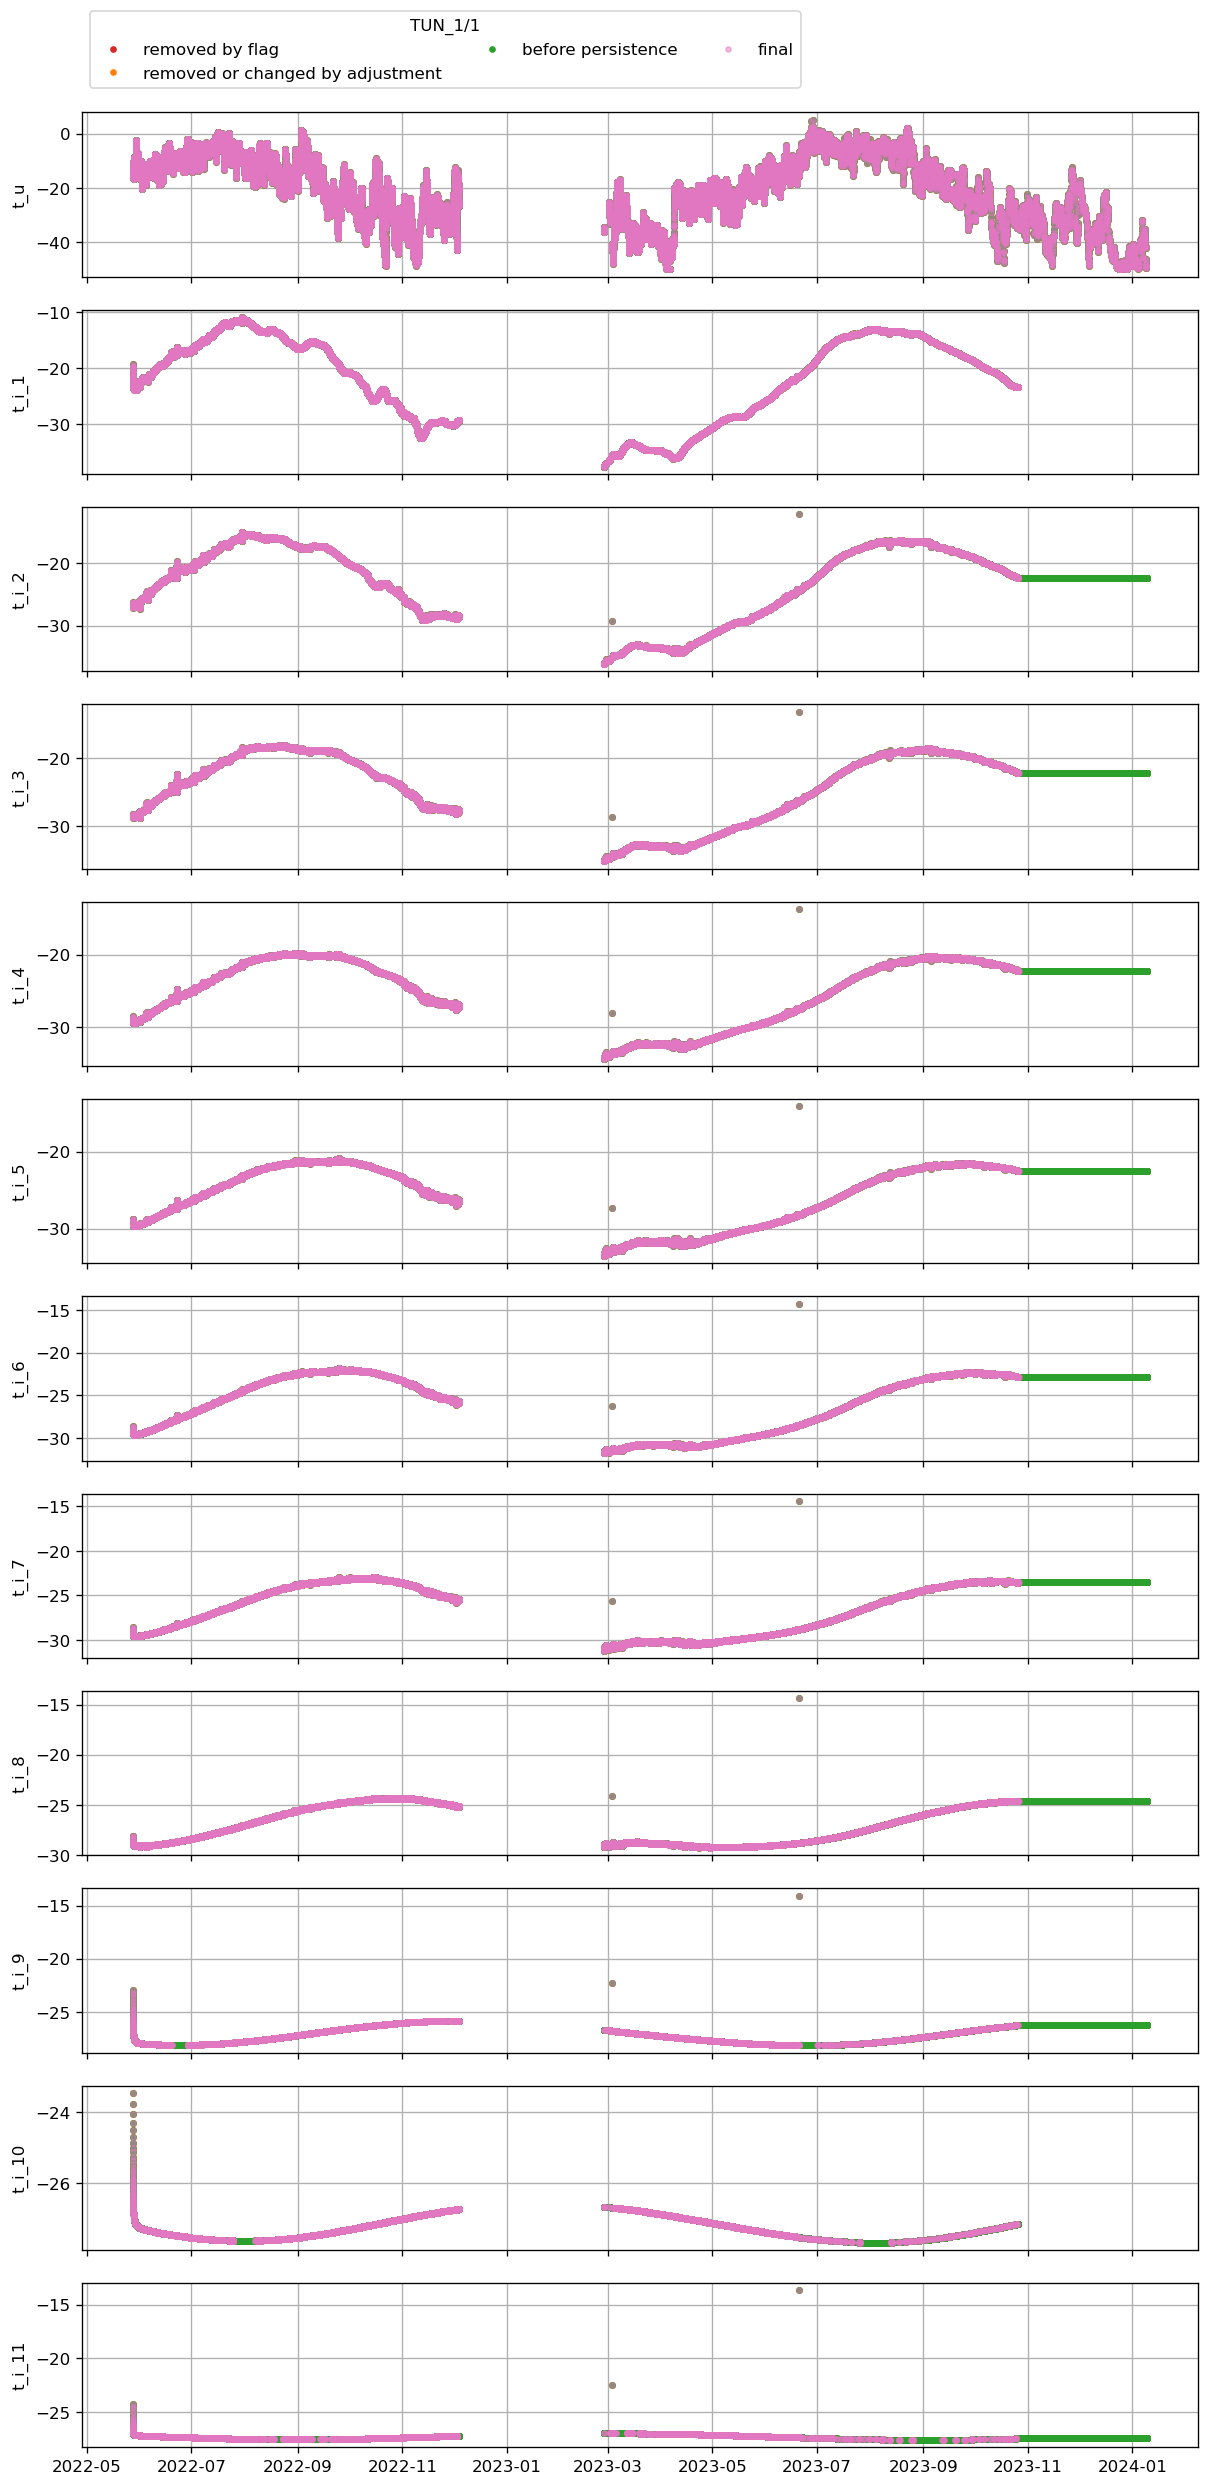 TUN_1/1
removed by flag
removed or changed by adjustment
before persistence
final
0
−20
−40
t_u
−10
−20
−30
t_i_1
−20
−30
t_i_2
−20
−30
t_i_3
−20
−30
t_i_4
−20
−30
t_i_5
−15
−20
−25
−30
t_i_6
−15
−20
−25
−30
t_i_7
−15
−20
−25
−30
t_i_8
−15
−20
−25
t_i_9
−24
−26
t_i_10
−15
−20
−25
t_i_11
2022-05 2022-07 2022-09 2022-11 2023-01 2023-03 2023-05 2023-07 2023-09 2023-11 2024-01